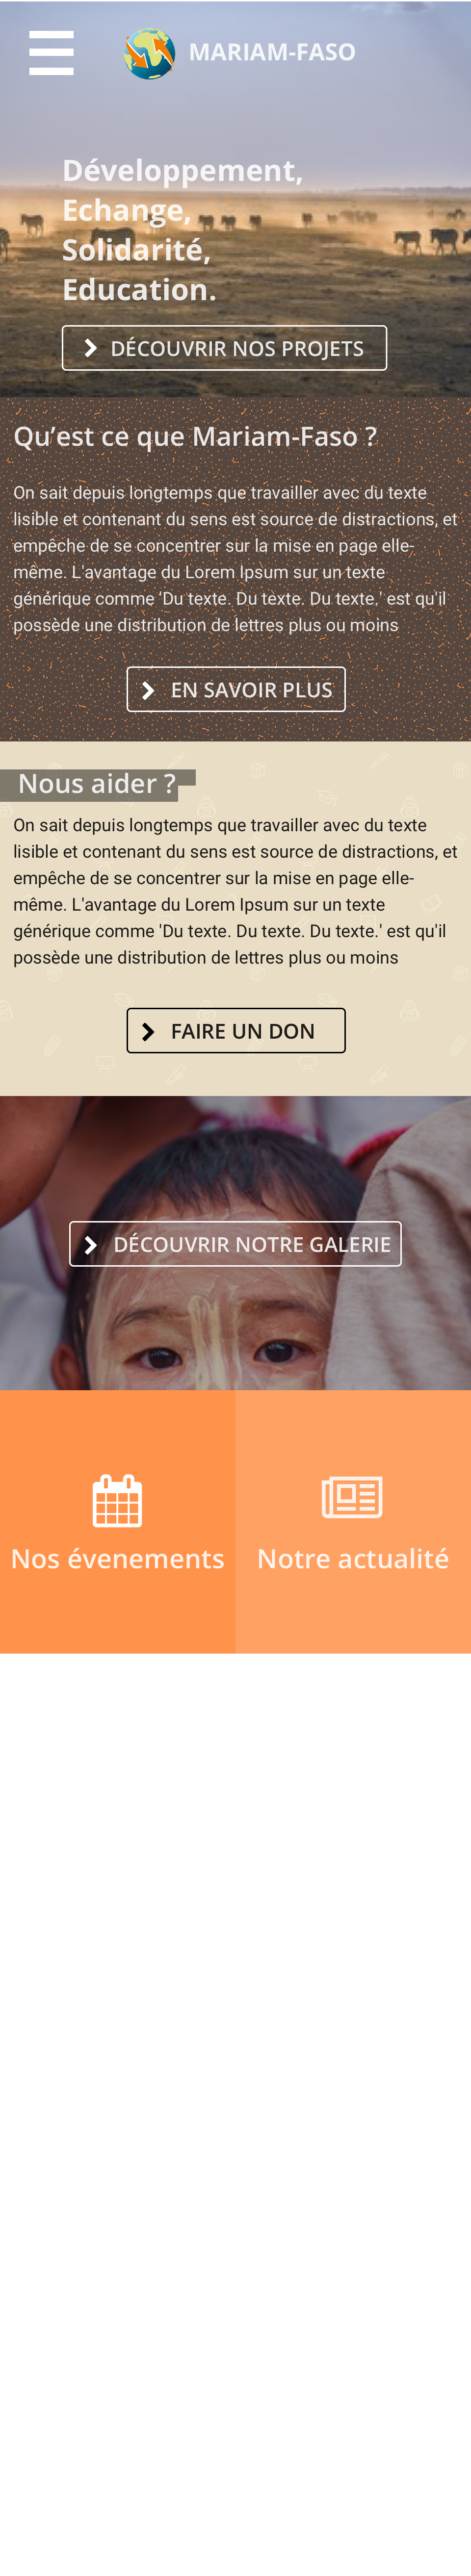 MARIAM-FASO
Développement,
Echange,
Solidarité,
Education.
DÉCOUVRIR NOS PROJETS
Qu’est ce que Mariam-Faso ?
On sait depuis longtemps que travailler avec du texte
lisible et contenant du sens est source de distractions, et
empêche de se concentrer sur la mise en page elle-
même. L'avantage du Lorem Ipsum sur un texte
générique comme 'Du texte. Du texte. Du texte.' est qu'il
possède une distribution de lettres plus ou moins
EN SAVOIR PLUS
Nous aider ?
On sait depuis longtemps que travailler avec du texte
lisible et contenant du sens est source de distractions, et
empêche de se concentrer sur la mise en page elle-
même. L'avantage du Lorem Ipsum sur un texte
générique comme 'Du texte. Du texte. Du texte.' est qu'il
possède une distribution de lettres plus ou moins
FAIRE UN DON
DÉCOUVRIR NOTRE GALERIE
Nos évenements
Notre actualité